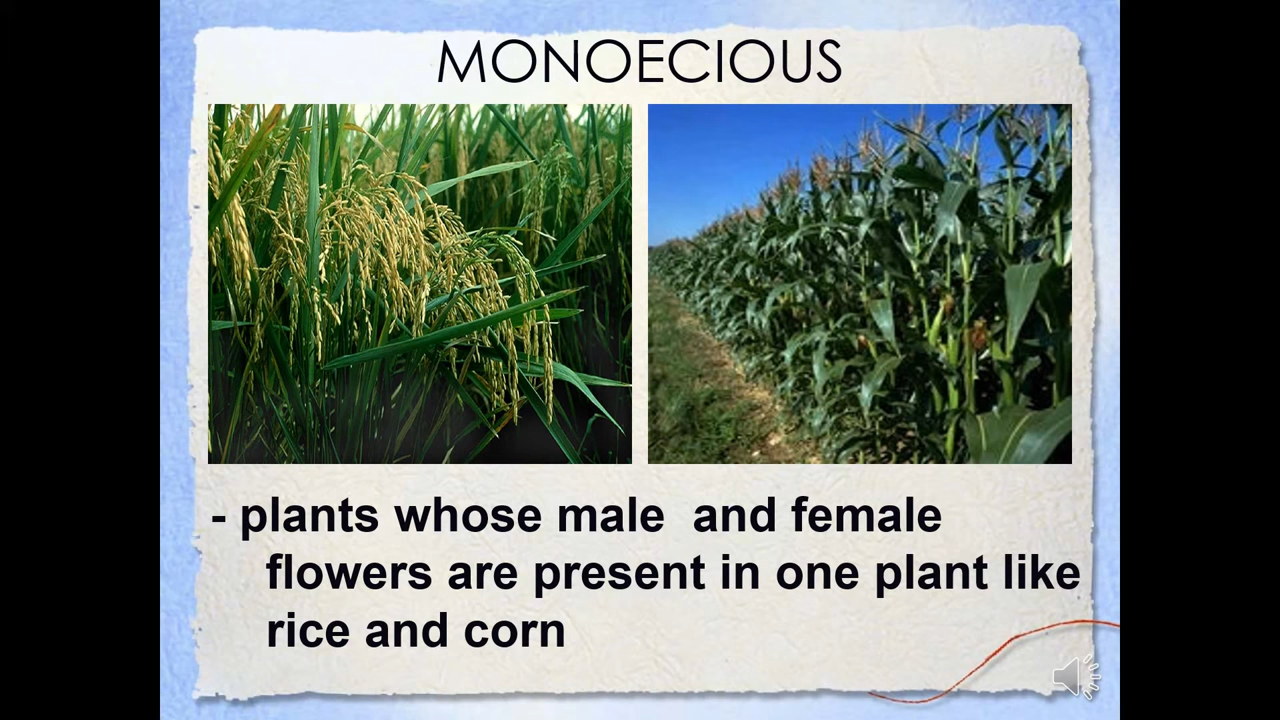 MONOECIOUS
- plants whose male and female
flowers are present in one plant like
rice and corn